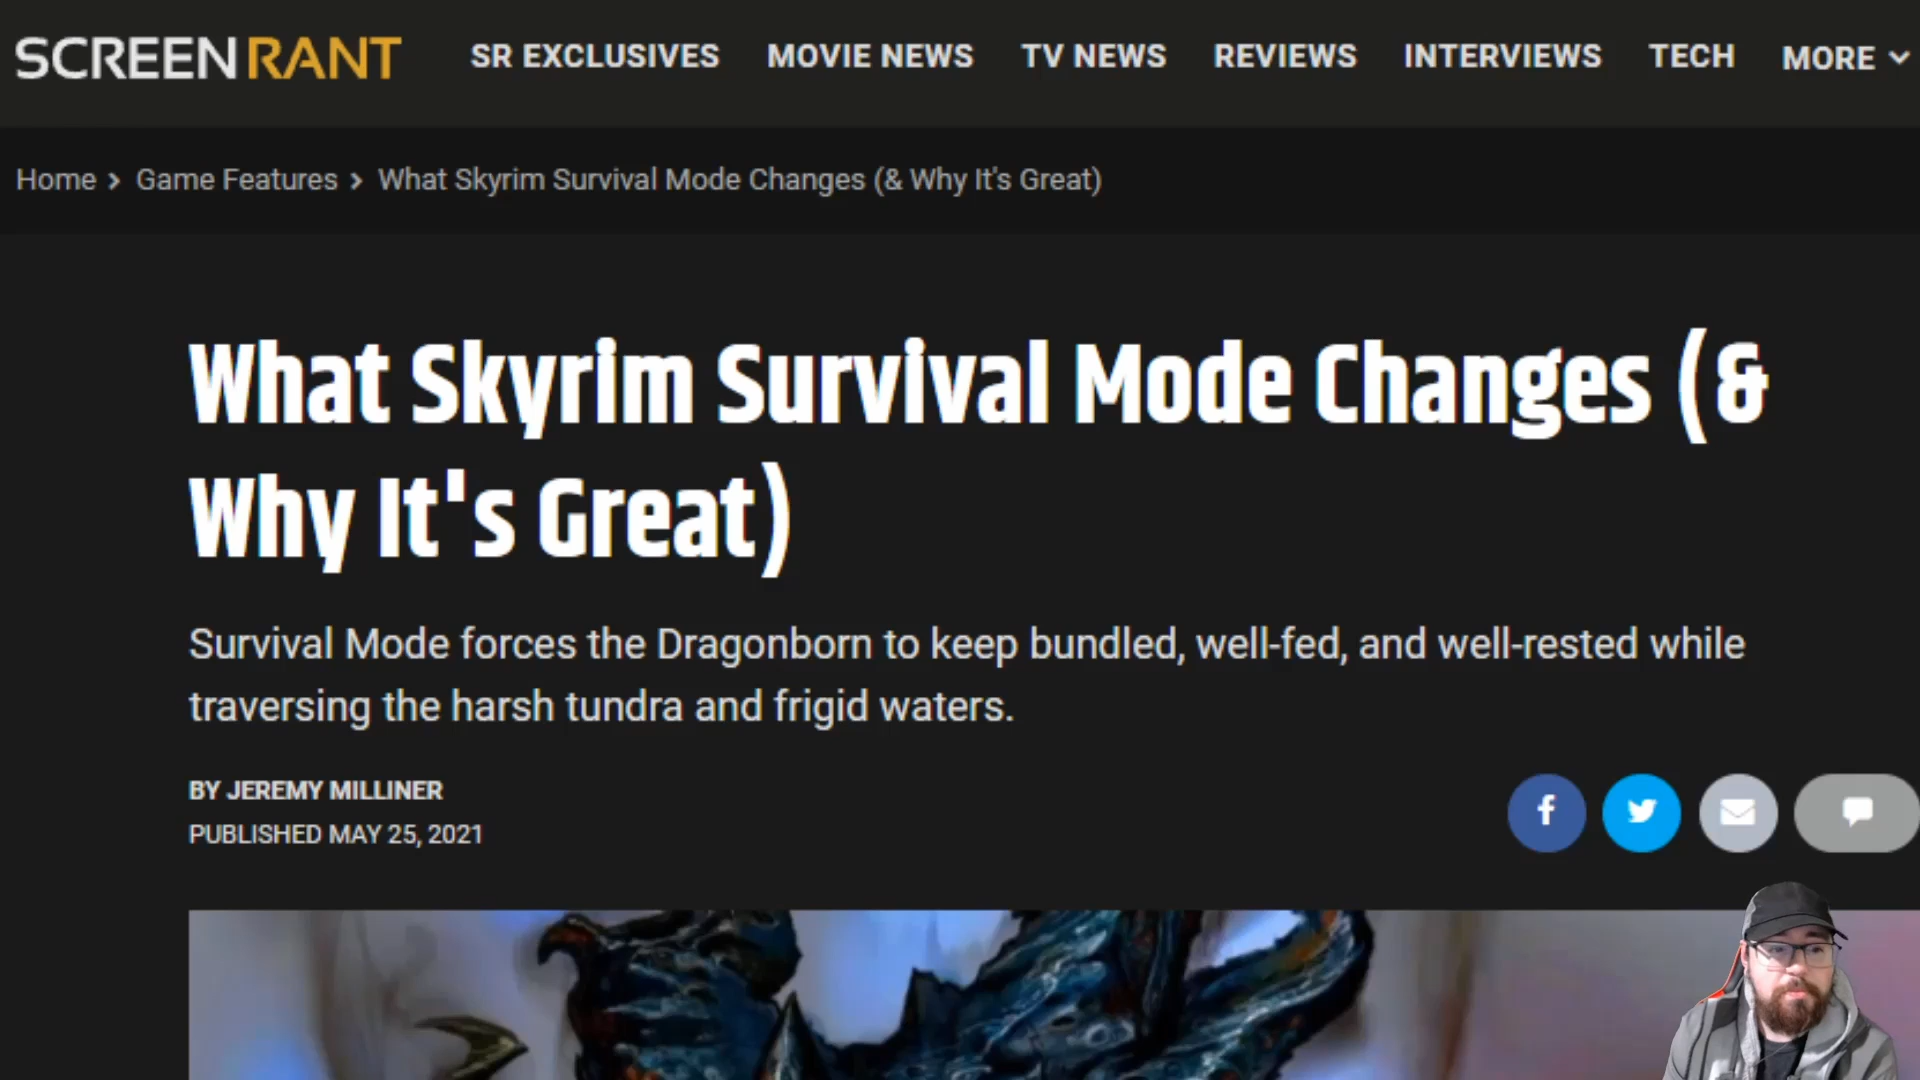 SCREENRANT SR EXCLUSIVES MOVIE NEWS TV NEWS REVIEWS INTERVIEWS TECH MORE
Home > Game Features > What Skyrim Survival Mode Changes (& Why It's Great)
What Skyrim Survival Mode Changes (&
Why It's Great)
Survival Mode forces the Dragonborn to keep bundled, well-fed, and well-rested while
traversing the harsh tundra and frigid waters.
BY JEREMY MILLINER
PUBLISHED MAY 25, 2021